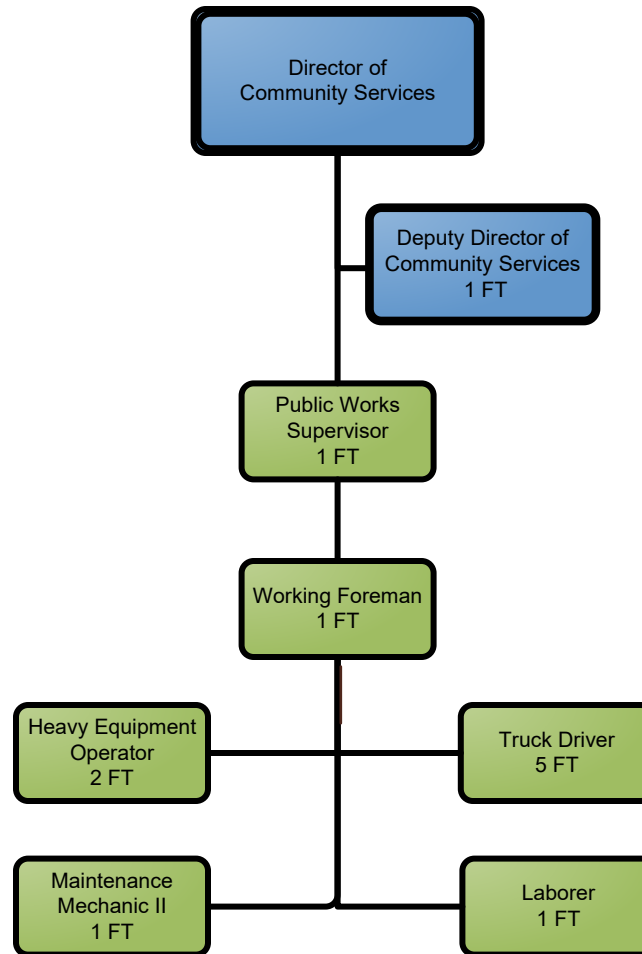 Director of
Community Services
Deputy Director of
Community Services
1 FT
Public Works
Supervisor
1 FT
Working Foreman
1 FT
Heavy Equipment
Operator
2 FT
Truck Driver
5 FT
Maintenance
Mechanic II
1 FT
Laborer
1 FT